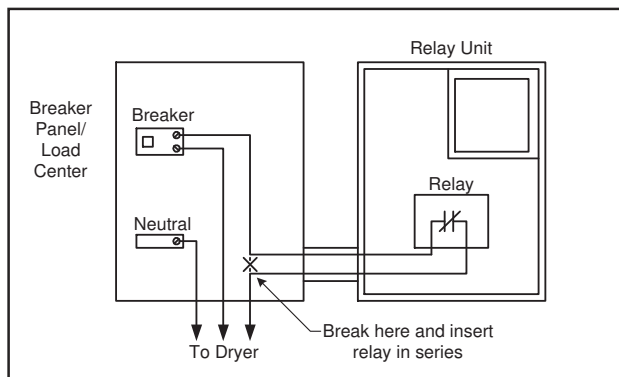 Relay Unit
Breaker
Panel/
Load
Center
Breaker
Relay
Neutral
To Dryer
Break here and insert
relay in series